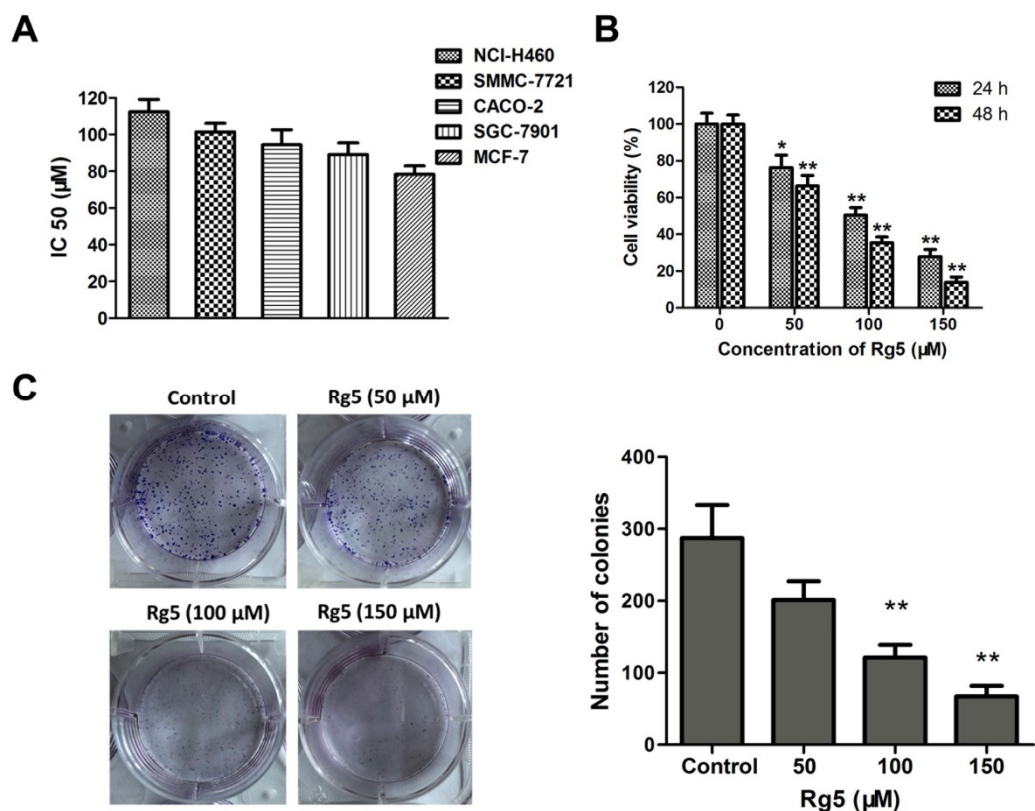 A
NCI-H460
SMMC-7721
CACO-2
SGC-7901
MCF-7
120
100
80
60
40
20
0
IC 50 (µM)
B
24 h
48 h
120
100
80
60
40
20
0
Cell viability (%)
*
**
**
**
**
**
0 50 100 150
Concentration of Rg5 (µM)
C
Control
Rg5 (50 µM)
Rg5 (100 µM)
Rg5 (150 µM)
400
300
200
100
0
Number of colonies
**
**
Control 50 100 150
Rg5 (µM)